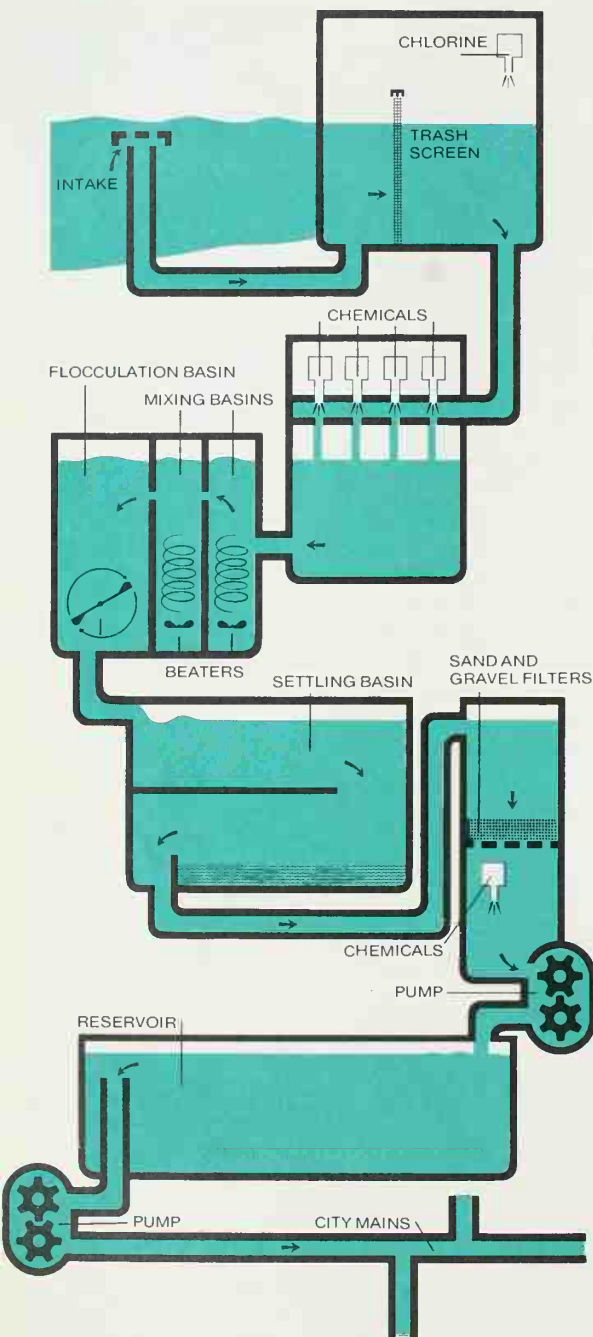 CHLORINE
TRASH
SCREEN
INTAKE
CHEMICALS
FLOCCULATION BASIN
MIXING BASINS
BEATERS
SETTLING BASIN
SAND AND
GRAVEL FILTERS
CHEMICALS
PUMP
RESERVOIR
PUMP
CITY MAINS